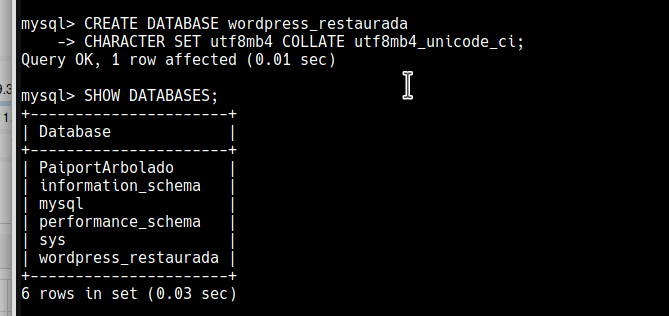 mysql> CREATE DATABASE wordpress_restaurada
    -> CHARACTER SET utf8mb4 COLLATE utf8mb4_unicode_ci;
Query OK, 1 row affected (0.01 sec)

mysql> SHOW DATABASES;
+----------------------+
| Database             |
+----------------------+
| PaiportArbolado      |
| information_schema   |
| mysql                |
| performance_schema   |
| sys                  |
| wordpress_restaurada |
+----------------------+
6 rows in set (0.03 sec)